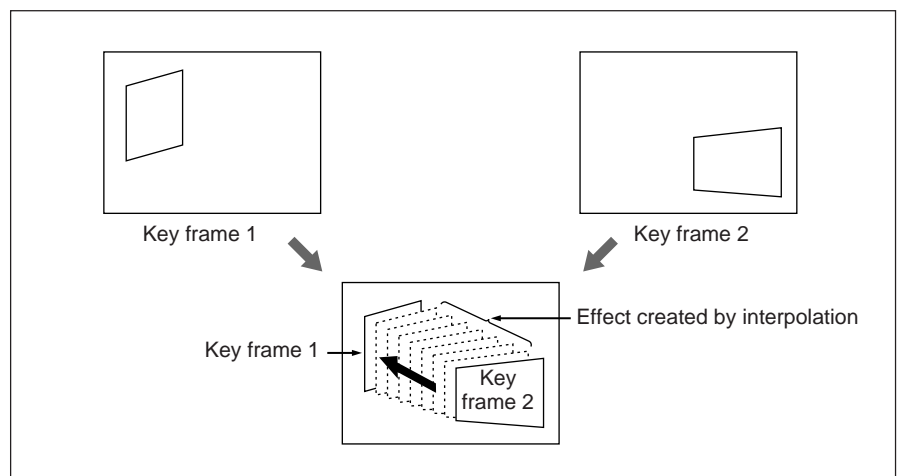 Key frame 1
Key frame 2
Effect created by interpolation
Key frame 1
Key
frame 2